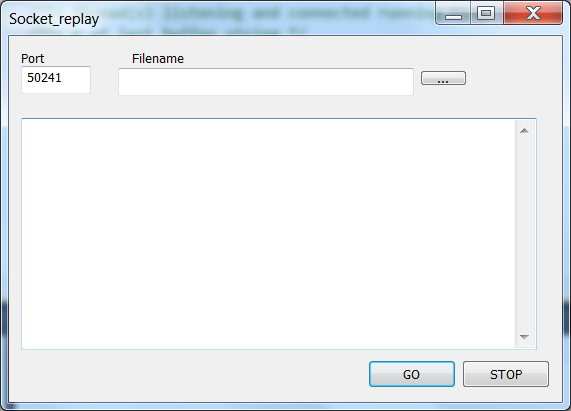 Socket_replay
Port
Filename
50241
...
GO
STOP